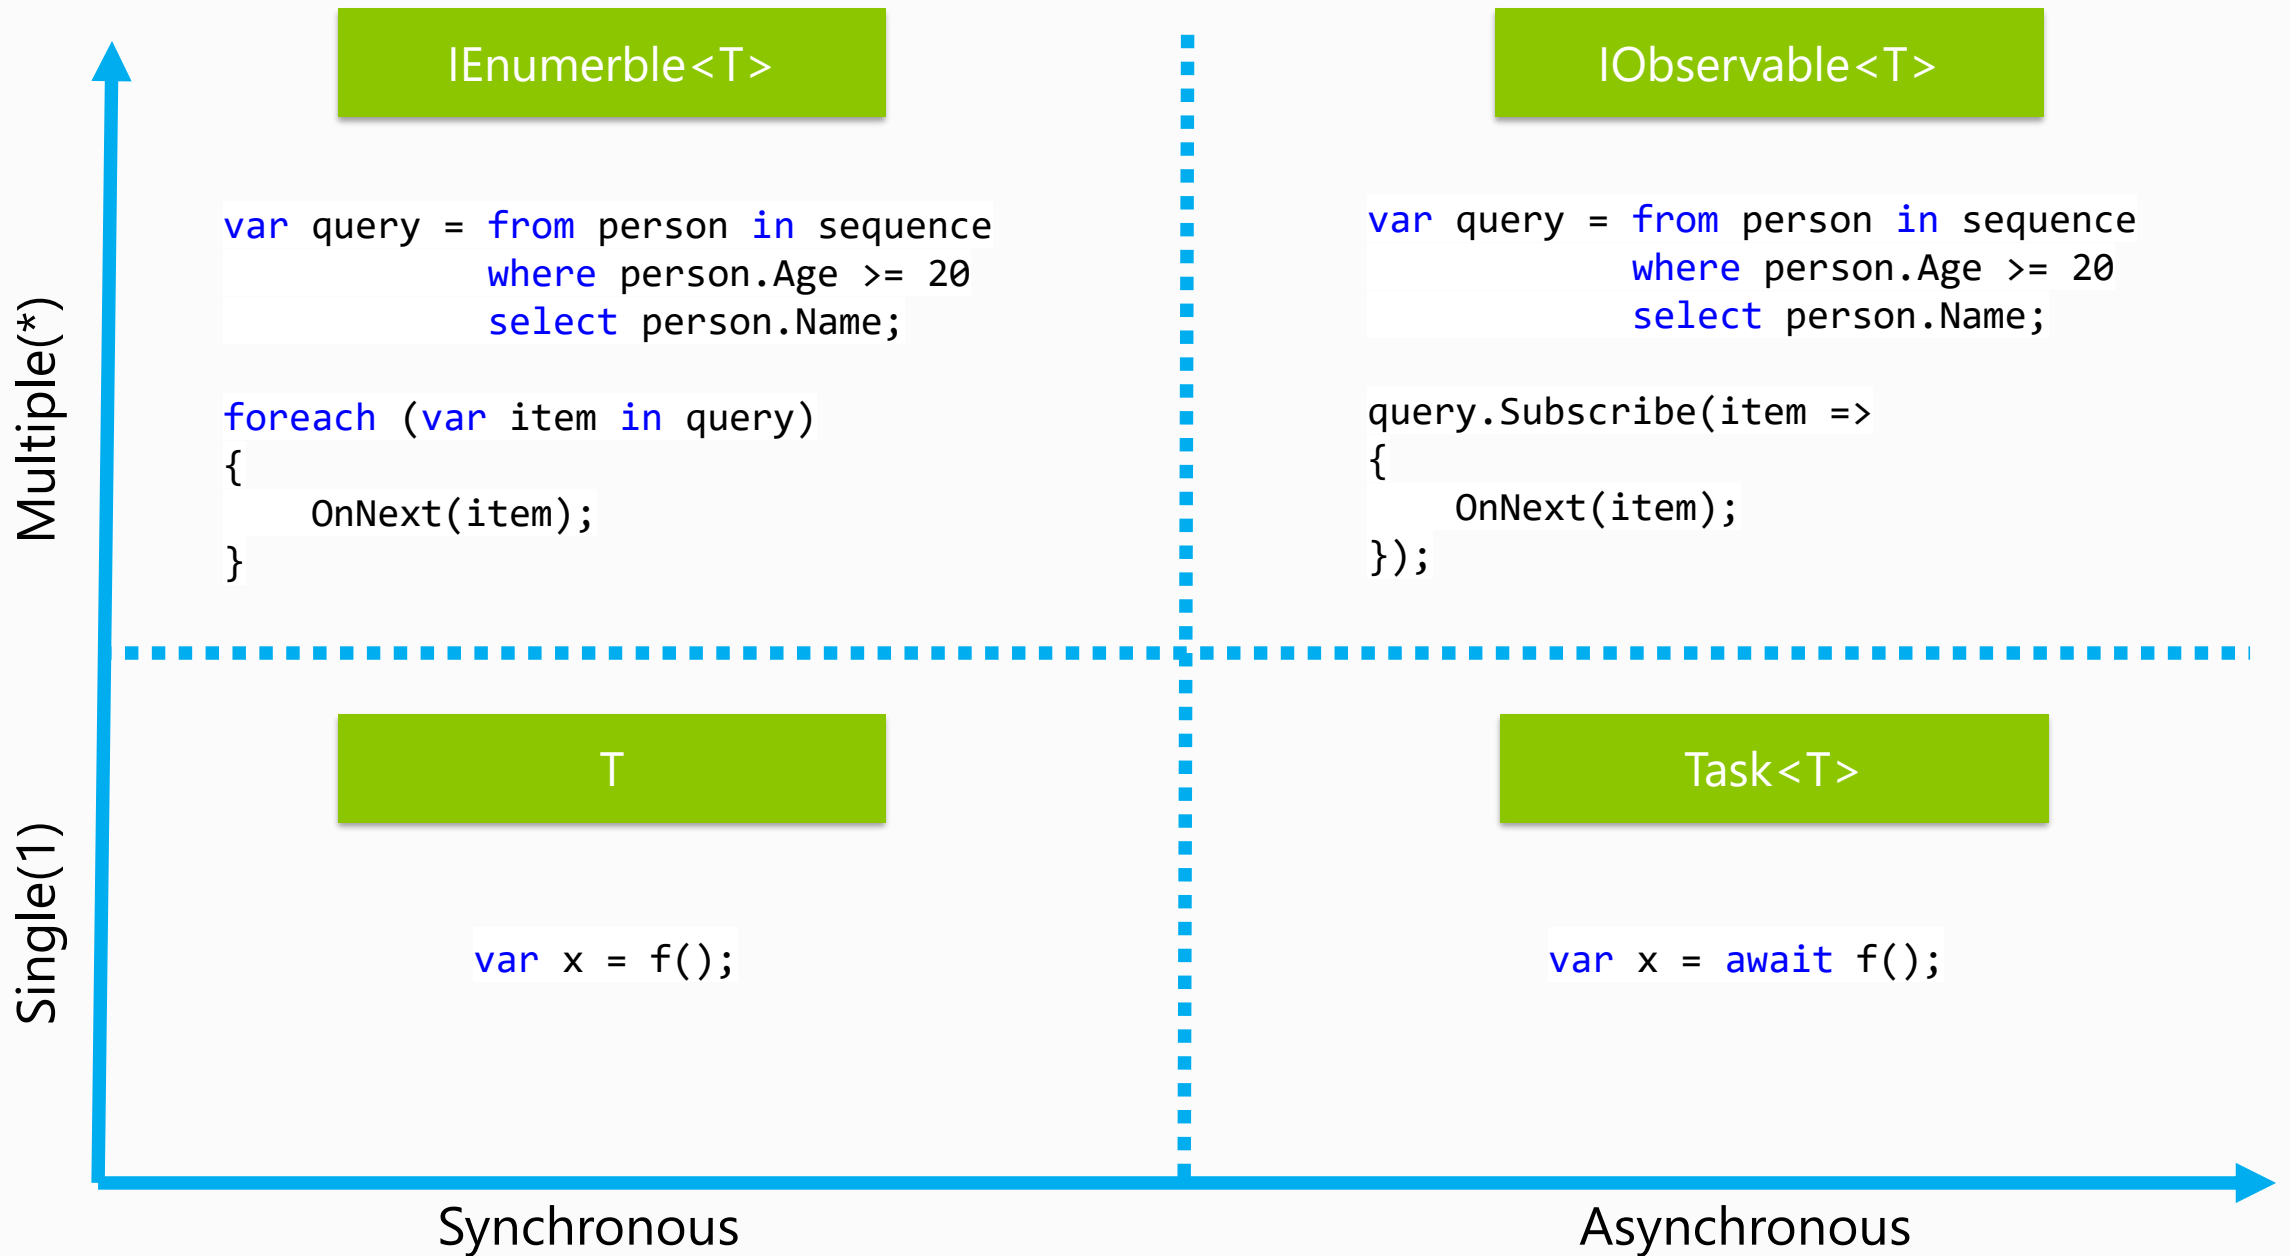 IEnumerble<T>
var query = from person in sequence
            where person.Age >= 20
            select person.Name;
foreach (var item in query)
{
    OnNext(item);
}
IObservable<T>
var query = from person in sequence
            where person.Age >= 20
            select person.Name;
query.Subscribe(item =>
{
    OnNext(item);
});
Multiple(*)
T
var x = f();
Task<T>
var x = await f();
Single(1)
Synchronous
Asynchronous